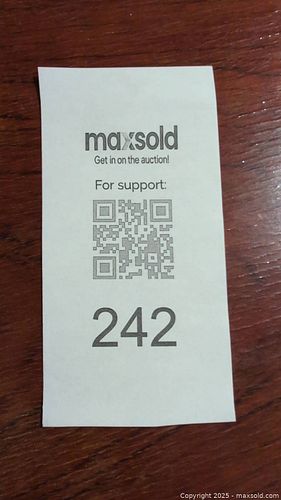 maxsold
Get in on the auction!
For support:
242
Copyright 2025 - maxsold.com